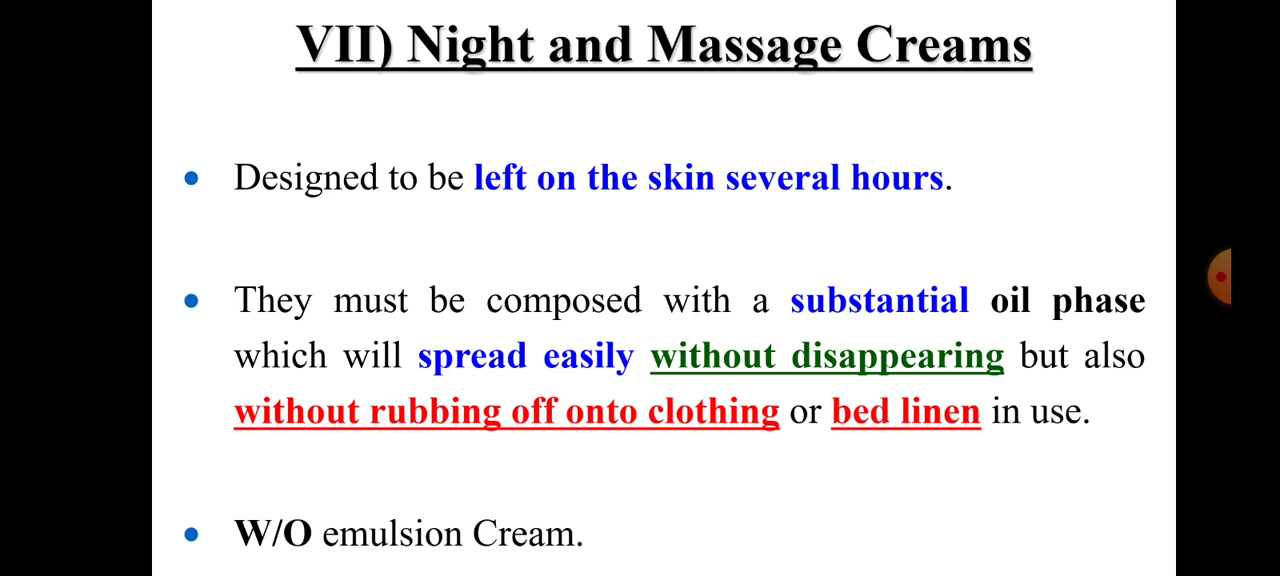 VII) Night and Massage Creams
• Designed to be left on the skin several hours.
• They must be composed with a substantial oil phase
which will spread easily without disappearing but also
without rubbing off onto clothing or bed linen in use.
• W/O emulsion Cream.